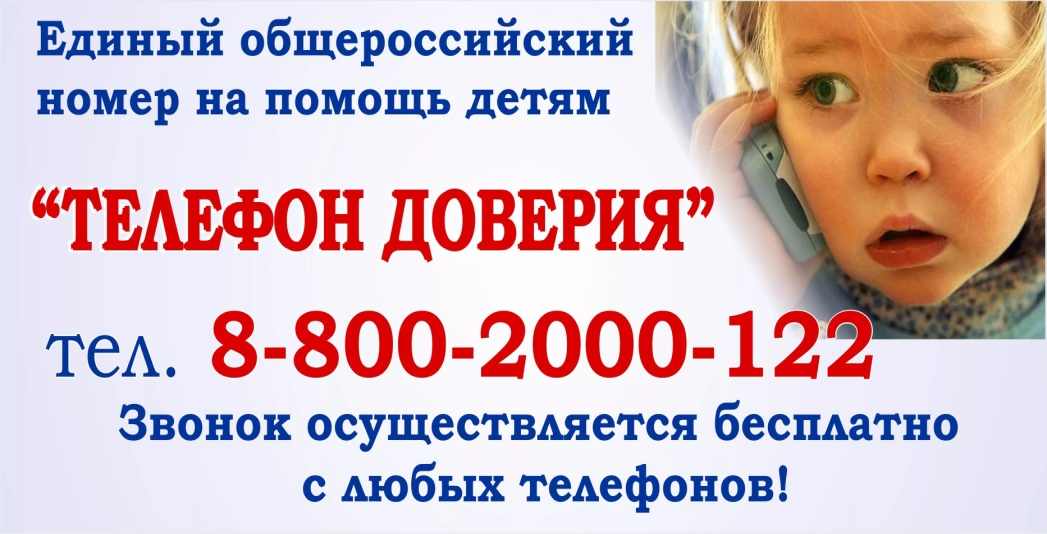 Единый общероссийский
номер на помощь детям
“ТЕЛЕФОН ДОВЕРИЯ”
тел. 8-800-2000-122
Звонок осуществляется бесплатно
с любых телефонов!